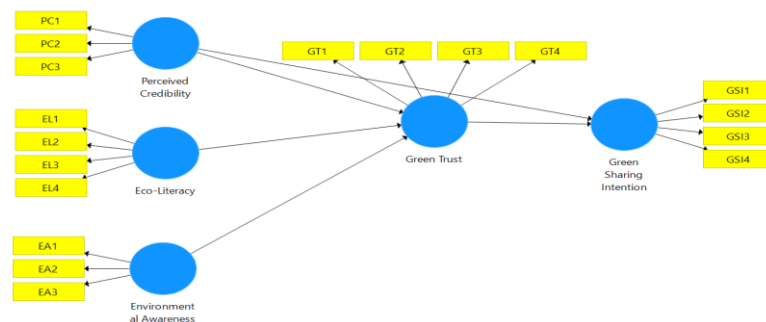 PC1
PC2
PC3
Perceived
Credibility
GT1
GT2
GT3
GT4
Green Trust
EL1
EL2
EL3
EL4
Eco-Literacy
GSI1
GSI2
GSI3
GSI4
Green
Sharing
Intention
EA1
EA2
EA3
Environment
al Awareness